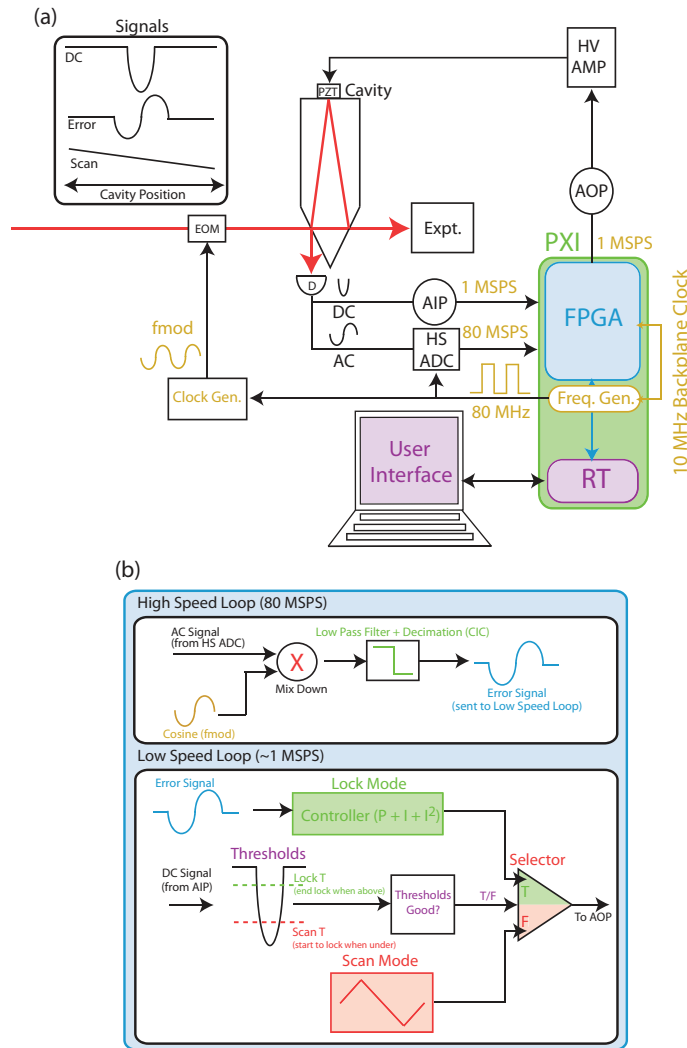 (a)
Signals
DC
Error
Scan
Cavity Position
PZT
Cavity
HV
AMP
AOP
EOM
Expt.
PXI
1 MSPS
D
DC
AIP
1 MSPS
FPGA
AC
HS
ADC
80 MSPS
fmod
Clock Gen.
80 MHz
Freq. Gen.
10 MHz Backplane Clock
User
Interface
RT
(b)
High Speed Loop (80 MSPS)
AC Signal
(from HS ADC)
Low Pass Filter + Decimation (CIC)
X
Mix Down
Cosine (fmod)
Error Signal
(sent to Low Speed Loop)
Low Speed Loop (~1 MSPS)
Error Signal
Lock Mode
Controller (P + I + I²)
DC Signal
(from AIP)
Thresholds
Lock T
(end lock when above)
Scan T
(start to lock when under)
Thresholds
Good?
T/F
Selector
T
F
To AOP
Scan Mode